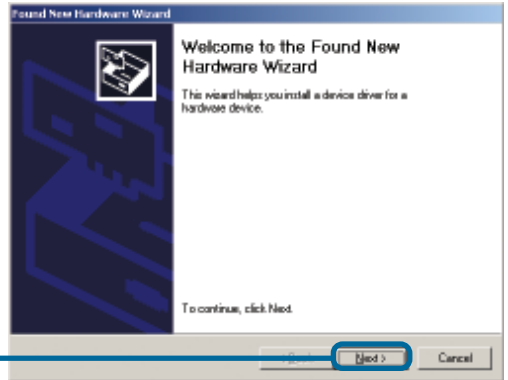 Found New Hardware Wizard
Welcome to the Found New
Hardware Wizard
This wizard helps you install a device driver for a
hardware device.
To continue, click Next.
Next >
Cancel